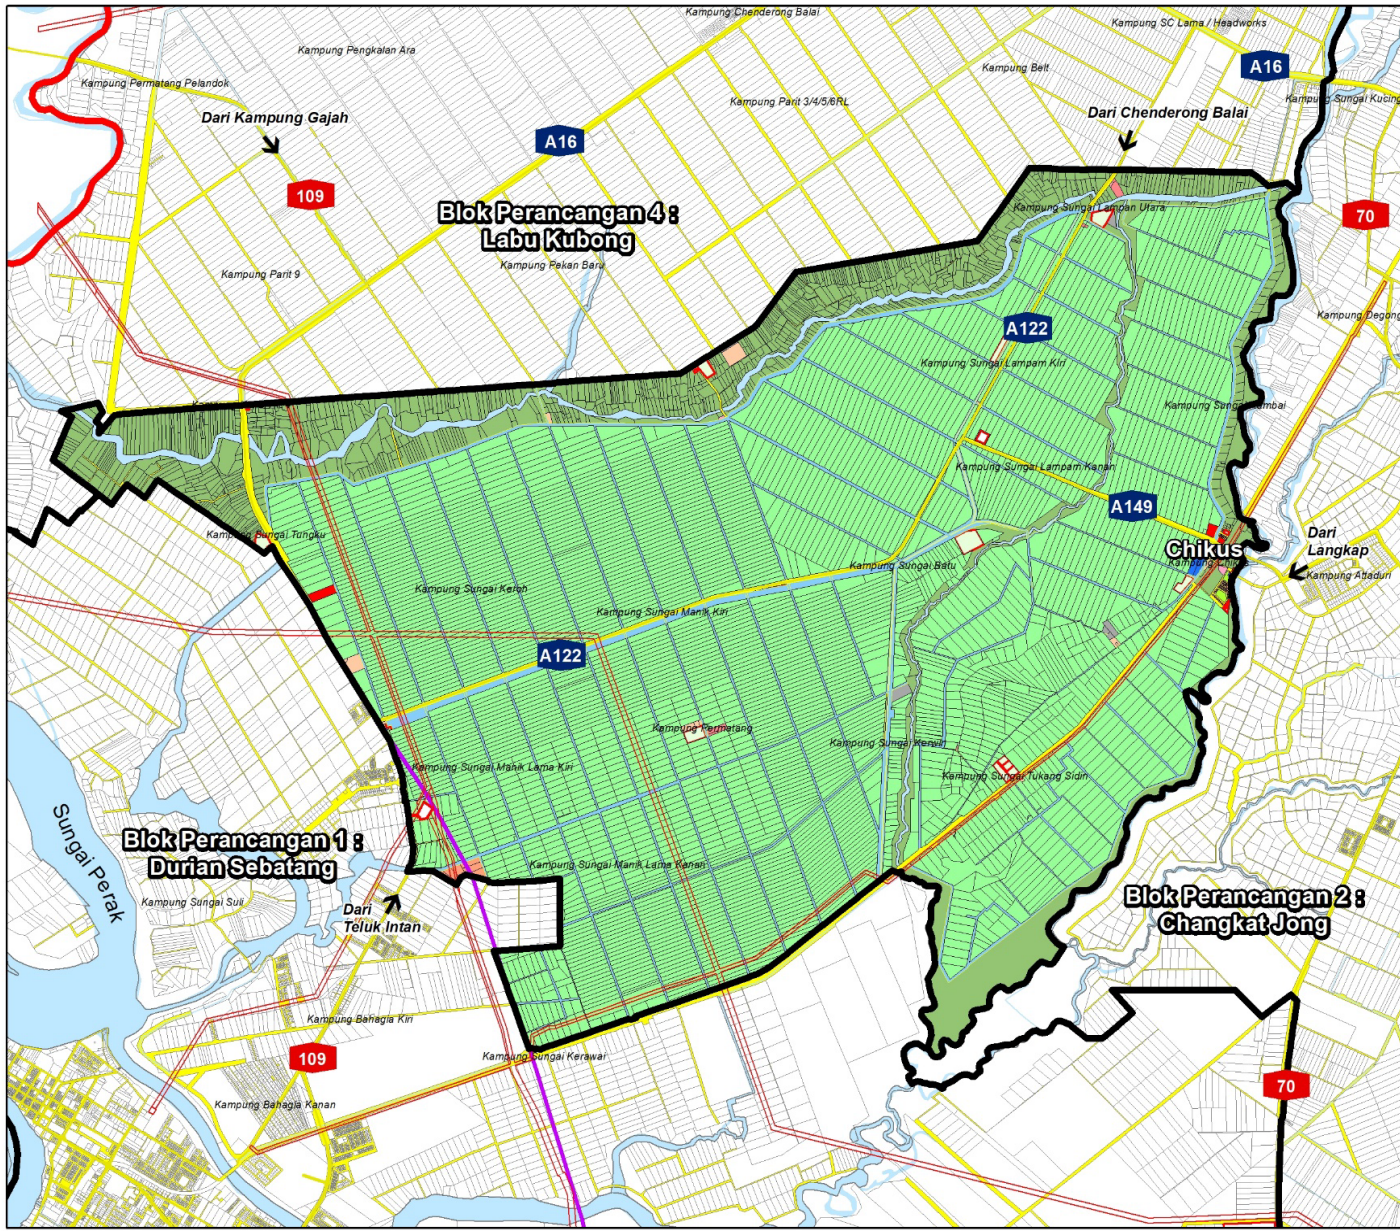 Kampung Chenderong Balai
Kampung SC Lama / Headworks
Kampung Pengkalan Ara
A16
Kampung Belt
Kampung Permatang Pelandok
Kampung Parit 3/4/5/6RL
Kampung Sungai Kucing
Dari Kampung Gajah
Dari Chenderong Balai
A16
109
Blok Perancangan 4 :
Labu Kubong
Kampung Sungai Lampan Utara
70
Kampung Pekan Baru
Kampung Parit 9
Kampung Degong
A122
Kampung Sungai Lampam Kiri
Kampung Sungai Lampam Kanan
A149
Kampung Sungai Tungku
Dari
Langkap
Chikus
Kampung Chikus
Kampung Sungai Batu
Kampung Attaduri
Kampung Sungai Keroh
Kampung Sungai Manik Kiri
A122
Kampung Permatang
Kampung Sungai Kerwin
Kampung Sungai Manik Lama Kiri
Kampung Sungai Tukang Sidin
Sungai Perak
Blok Perancangan 1 :
Durian Sebatang
Kampung Sungai Manik Lama Kanan
Kampung Sungai Suli
Dari
Teluk Intan
Blok Perancangan 2 :
Changkat Jong
Kampung Bahagia Kiri
109
Kampung Sungai Kerawai
70
Kampung Bahagia Kanan